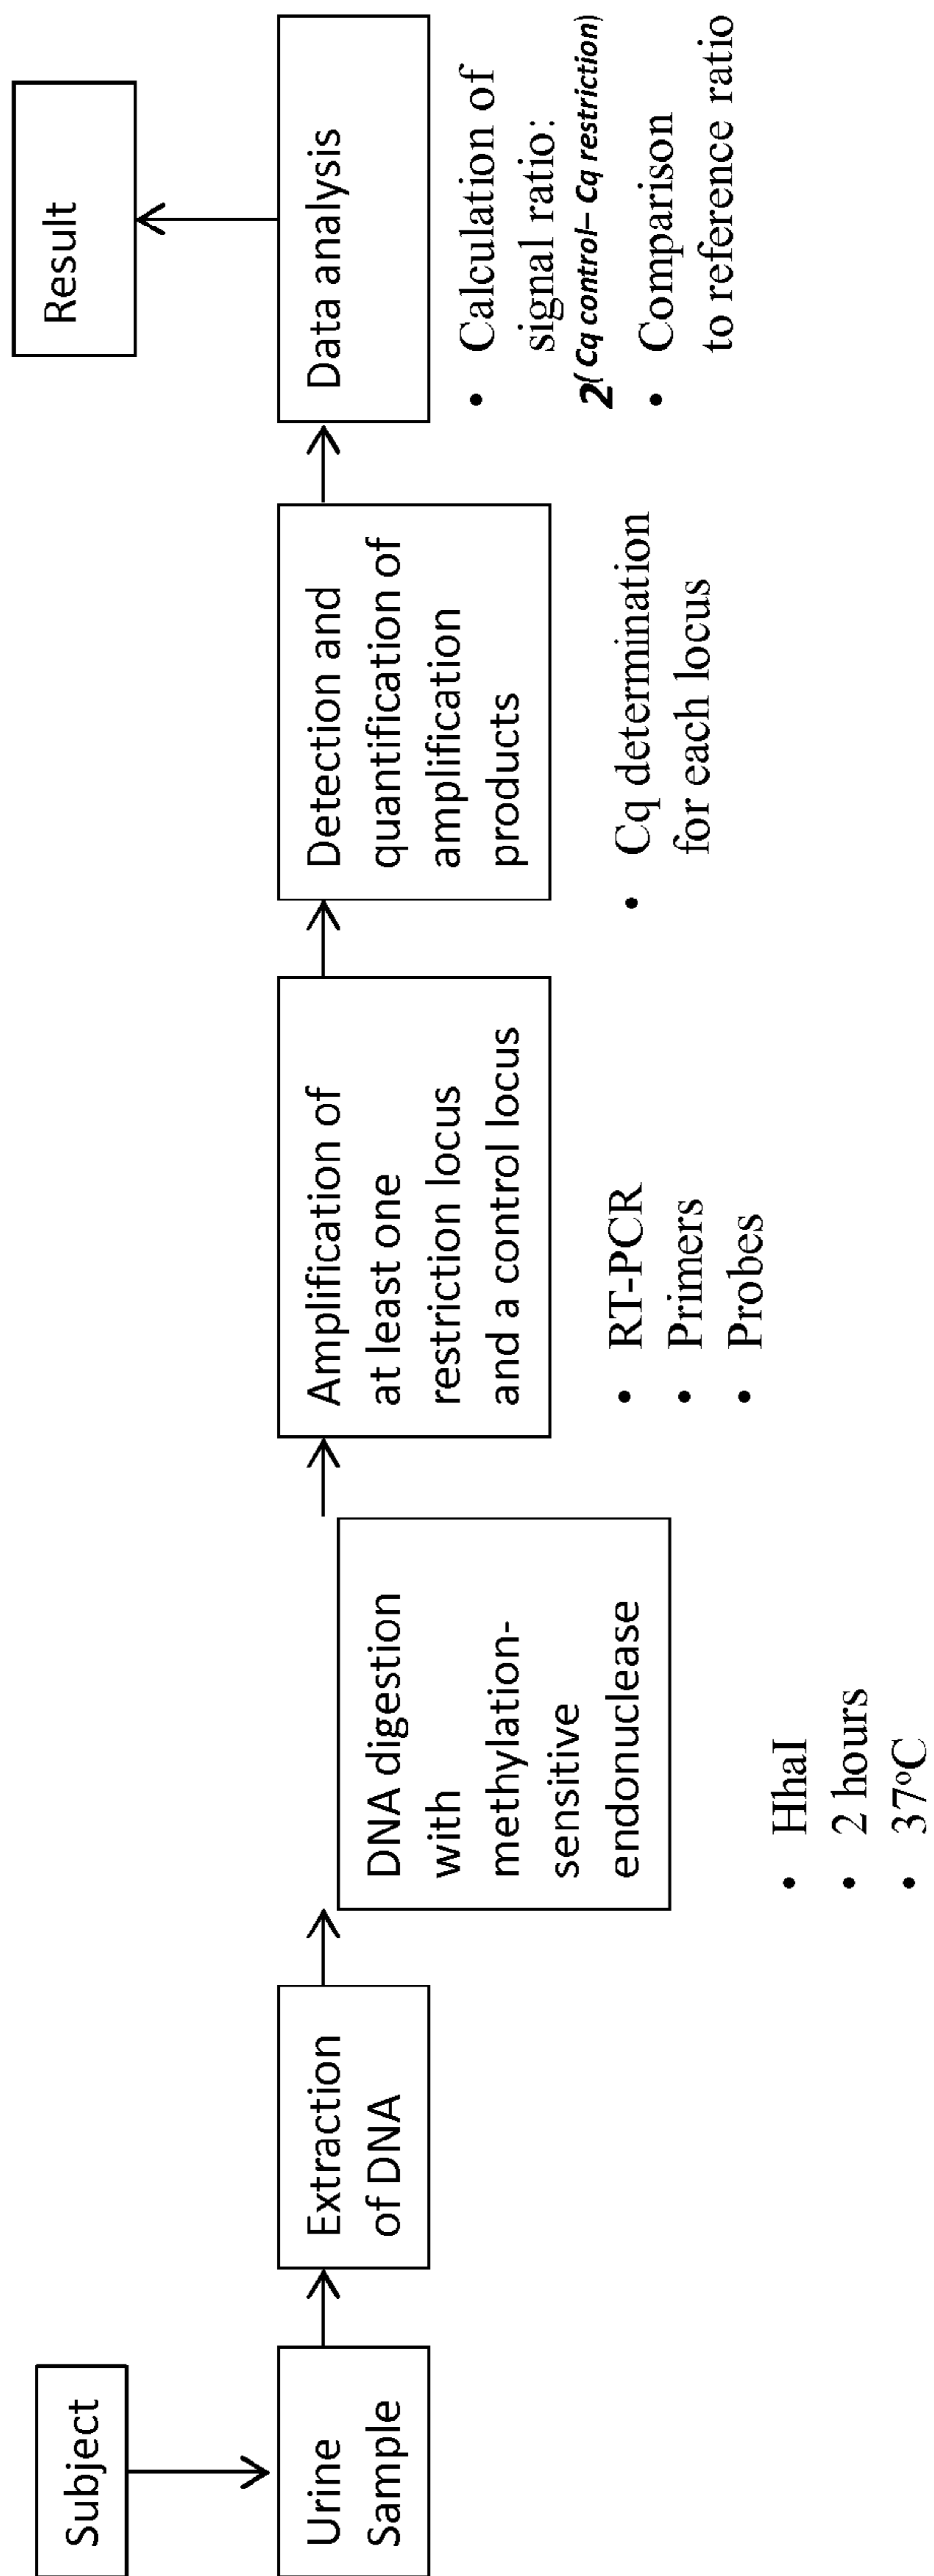 Subject
Urine
Sample
Extraction
of DNA
DNA digestion
with
methylation-
sensitive
endonuclease
• HhaI
• 2 hours
• 37ºC
Amplification of
at least one
restriction locus
and a control locus
• RT-PCR
• Primers
• Probes
Detection and
quantification of
amplification
products
• Cq determination
for each locus
Data analysis
• Calculation of
signal ratio:
2( Cq control– Cq restriction)
• Comparison
to reference ratio
Result